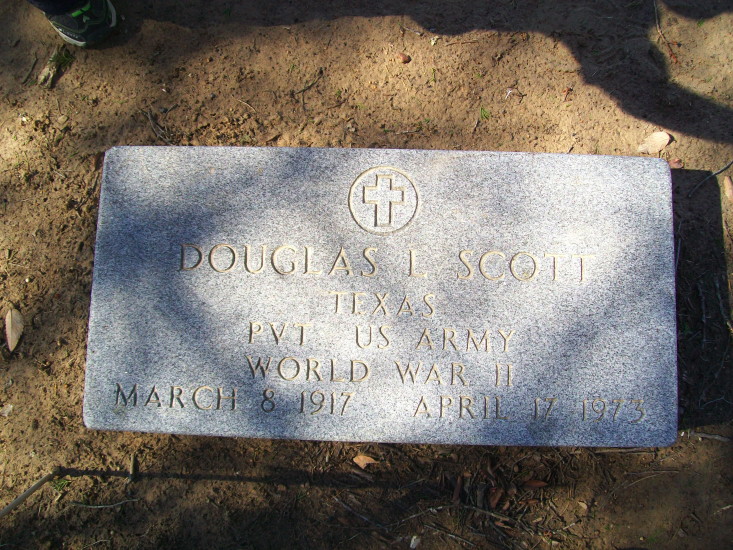 DOUGLAS L SCOTT
TEXAS
PVT US ARMY
WORLD WAR II
MARCH 8 1917 APRIL 17 1973